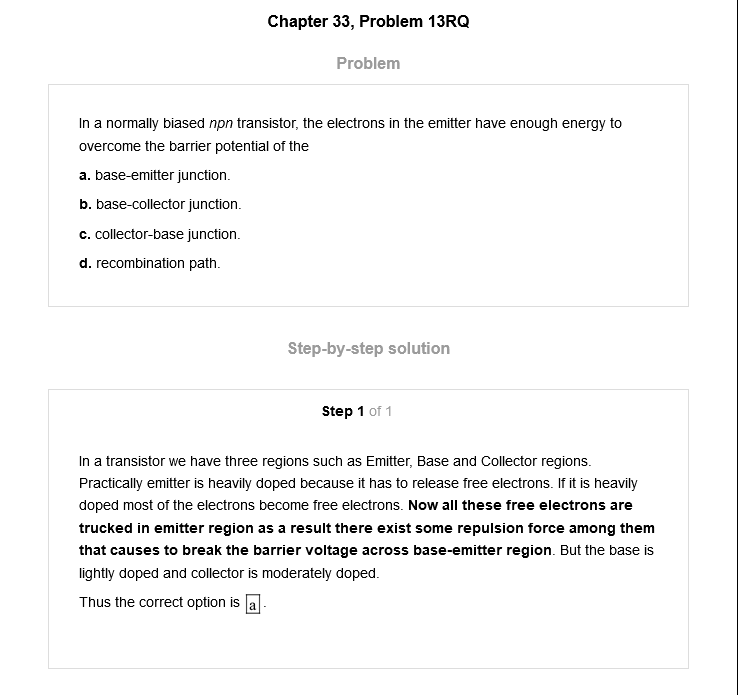 Chapter 33, Problem 13RQ
Problem
In a normally biased npn transistor, the electrons in the emitter have enough energy to
overcome the barrier potential of the
a. base-emitter junction.
b. base-collector junction.
c. collector-base junction.
d. recombination path.
Step-by-step solution
Step 1 of 1
In a transistor we have three regions such as Emitter, Base and Collector regions.
Practically emitter is heavily doped because it has to release free electrons. If it is heavily
doped most of the electrons become free electrons. Now all these free electrons are
trucked in emitter region as a result there exist some repulsion force among them
that causes to break the barrier voltage across base-emitter region. But the base is
lightly doped and collector is moderately doped.
Thus the correct option is a.